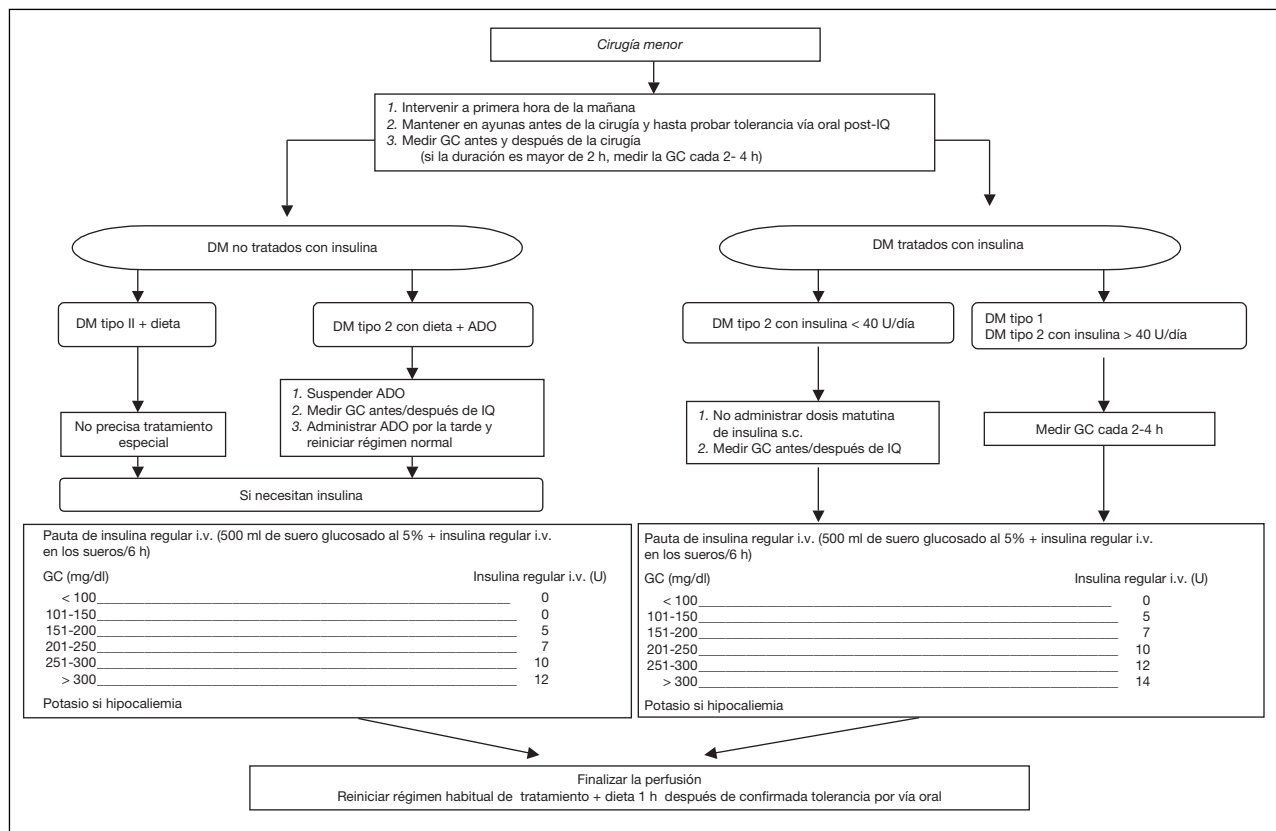 Cirugía menor
1. Intervenir a primera hora de la mañana
2. Mantener en ayunas antes de la cirugía y hasta probar tolerancia vía oral post-IQ
3. Medir GC antes y después de la cirugía
(si la duración es mayor de 2 h, medir la GC cada 2- 4 h)
DM no tratados con insulina
DM tratados con insulina
DM tipo II + dieta
DM tipo 2 con dieta + ADO
DM tipo 2 con insulina < 40 U/día
DM tipo 1
DM tipo 2 con insulina > 40 U/día
No precisa tratamiento
especial
1. Suspender ADO
2. Medir GC antes/después de IQ
3. Administrar ADO por la tarde y
reiniciar régimen normal
1. No administrar dosis matutina
de insulina s.c.
2. Medir GC antes/después de IQ
Medir GC cada 2-4 h
Si necesitan insulina
Pauta de insulina regular i.v. (500 ml de suero glucosado al 5% + insulina regular i.v.
en los sueros/6 h)
GC (mg/dl) Insulina regular i.v. (U)
< 100 0
101-150 0
151-200 5
201-250 7
251-300 10
> 300 12
Potasio si hipocaliemia
Pauta de insulina regular i.v. (500 ml de suero glucosado al 5% + insulina regular i.v.
en los sueros/6 h)
GC (mg/dl) Insulina regular i.v. (U)
< 100 0
101-150 5
151-200 7
201-250 10
251-300 12
> 300 14
Potasio si hipocaliemia
Finalizar la perfusión
Reiniciar régimen habitual de tratamiento + dieta 1 h después de confirmada tolerancia por vía oral